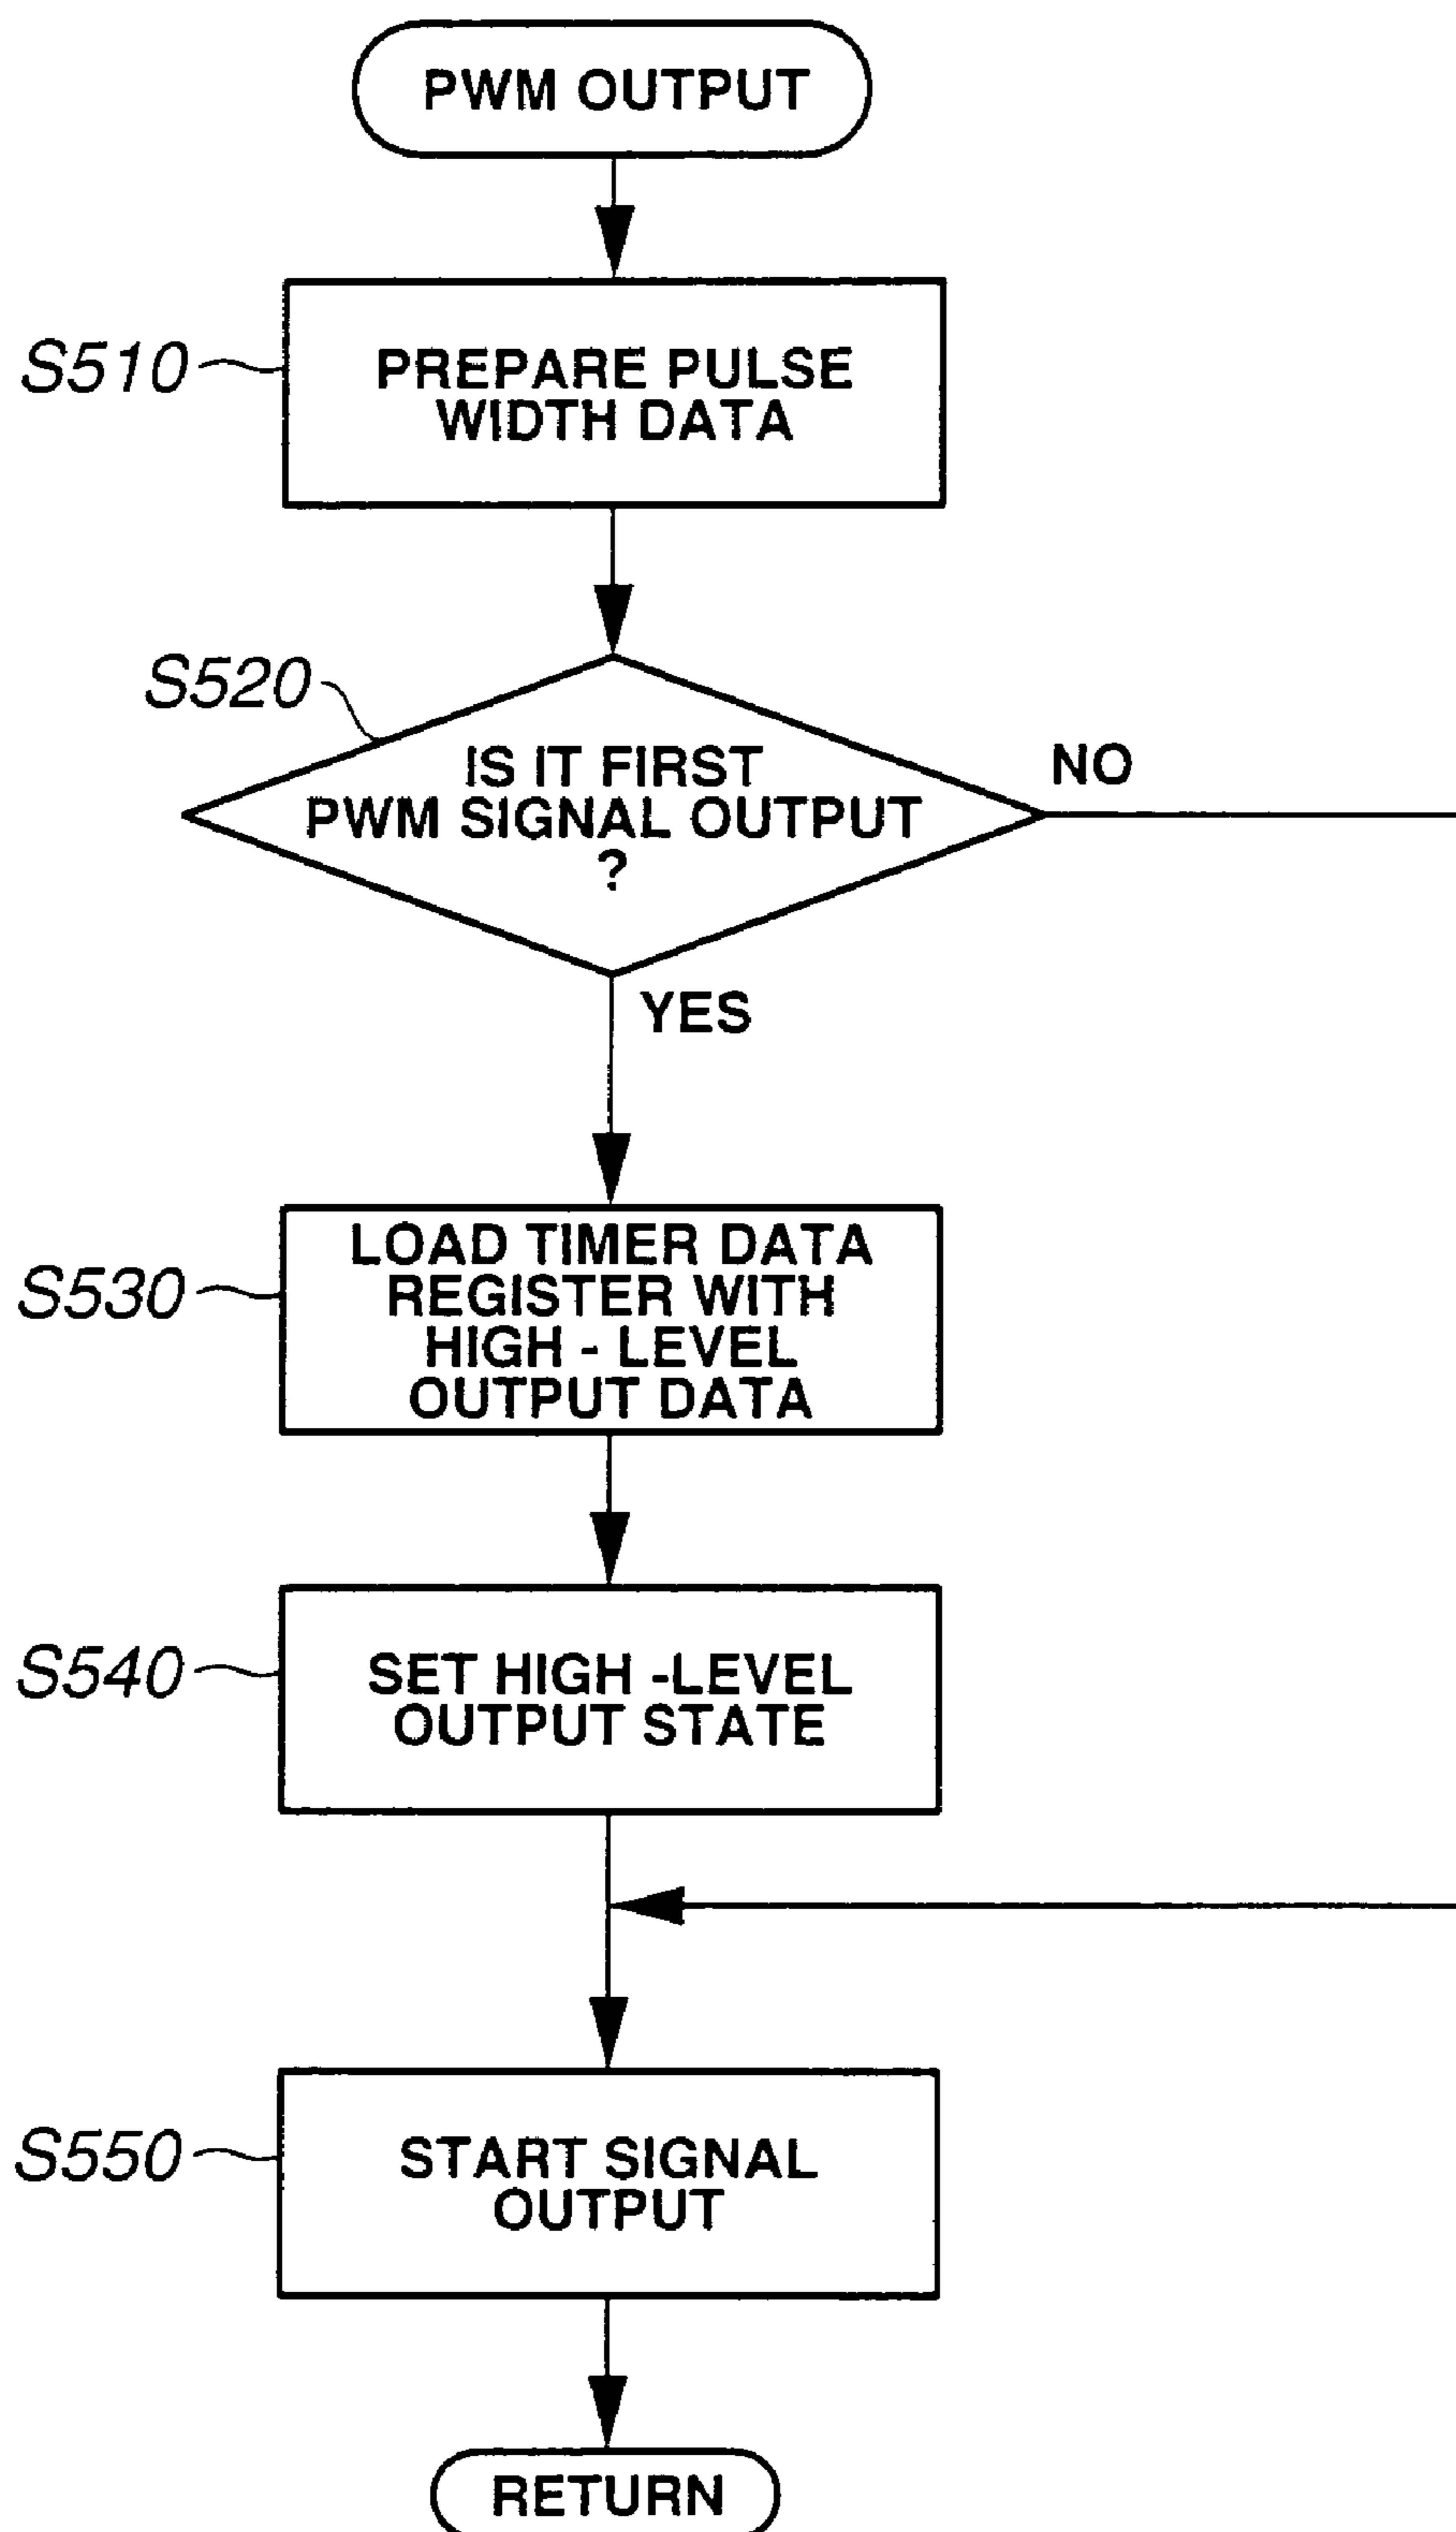 PWM OUTPUT
S510
PREPARE PULSE
WIDTH DATA
S520
IS IT FIRST
PWM SIGNAL OUTPUT
?
NO
YES
S530
LOAD TIMER DATA
REGISTER WITH
HIGH - LEVEL
OUTPUT DATA
S540
SET HIGH -LEVEL
OUTPUT STATE
S550
START SIGNAL
OUTPUT
RETURN